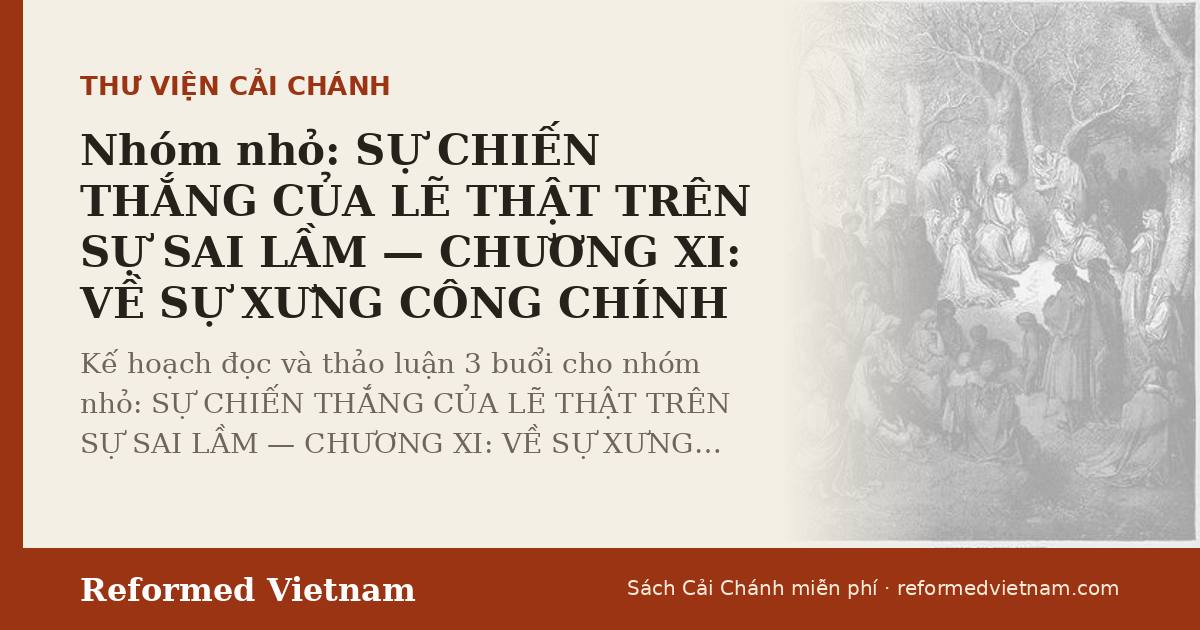 THƯ VIỆN CẢI CHÁNH
Nhóm nhỏ: SỰ CHIẾN
THẮNG CỦA LẼ THẬT TRÊN
SỰ SAI LẦM — CHƯƠNG XI:
VỀ SỰ XƯNG CÔNG CHÍNH
Kế hoạch đọc và thảo luận 3 buổi cho nhóm
nhỏ: SỰ CHIẾN THẮNG CỦA LẼ THẬT TRÊN
SỰ SAI LẦM — CHƯƠNG XI: VỀ SỰ XƯNG...
Reformed Vietnam
Sách Cải Chánh miễn phí · reformedvietnam.com